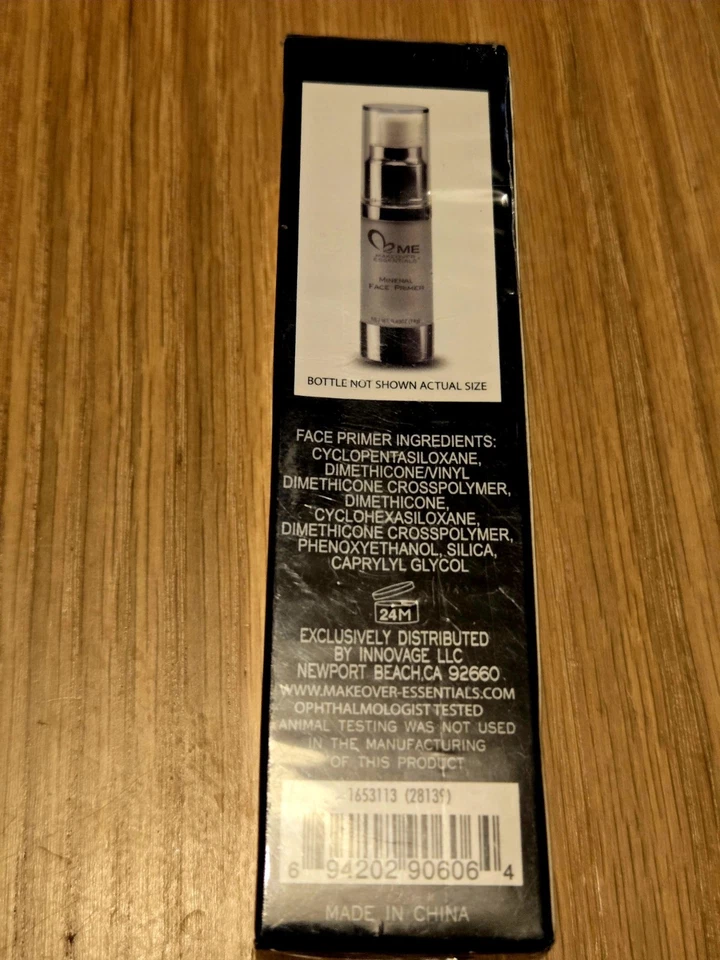 ME
MAKEOVER
ESSENTIALS
MINERAL
FACE PRIMER
BOTTLE NOT SHOWN ACTUAL SIZE
FACE PRIMER INGREDIENTS:
CYCLOPENTASILOXANE,
DIMETHICONE/VINYL
DIMETHICONE CROSSPOLYMER,
DIMETHICONE,
CYCLOHEXASILOXANE,
DIMETHICONE CROSSPOLYMER,
PHENOXYETHANOL, SILICA,
CAPRYLYL GLYCOL
24M
EXCLUSIVELY DISTRIBUTED
BY INNOVAGE LLC
NEWPORT BEACH,CA 92660
WWW.MAKEOVER-ESSENTIALS.COM
OPHTHALMOLOGIST TESTED
ANIMAL TESTING WAS NOT USED
IN THE MANUFACTURING
OF THIS PRODUCT
1653113 (28139)
6 94202 90606 4
MADE IN CHINA